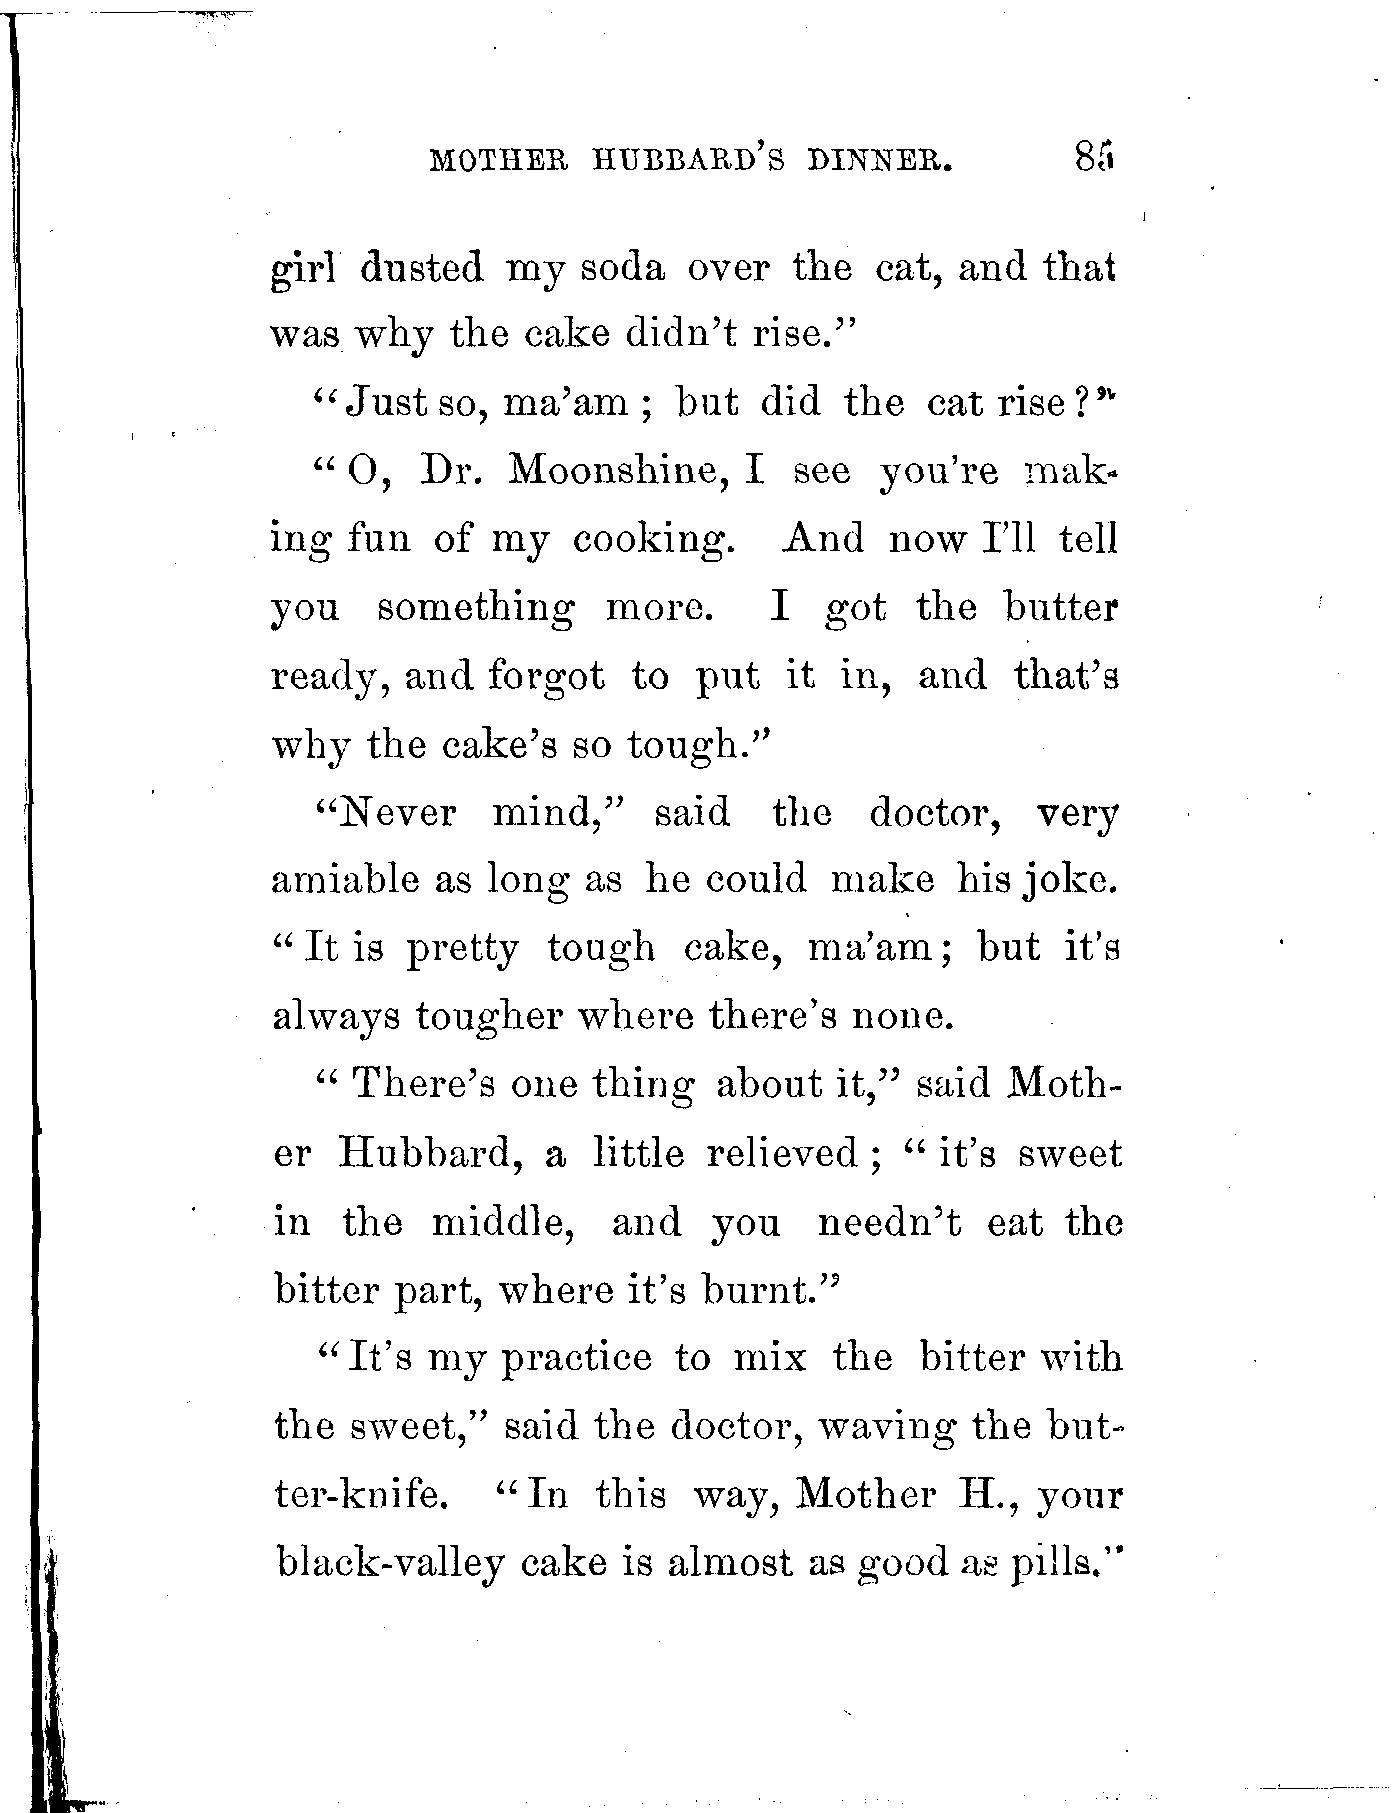 MOTHER HUBBARD'S DINNER. 85
girl dusted my soda over the cat, and that
was why the cake didn't rise."
"Just so, ma'am; but did the cat rise?"
"O, Dr. Moonshine, I see you're mak-
ing fun of my cooking. And now I'll tell
you something more. I got the butter
ready, and forgot to put it in, and that's
why the cake's so tough."
"Never mind," said the doctor, very
amiable as long as he could make his joke.
"It is pretty tough cake, ma'am; but it's
always tougher where there's none.
"There's one thing about it," said Moth-
er Hubbard, a little relieved; "it's sweet
in the middle, and you needn't eat the
bitter part, where it's burnt."
"It's my practice to mix the bitter with
the sweet," said the doctor, waving the but-
ter-knife. "In this way, Mother H., your
black-valley cake is almost as good as pills."